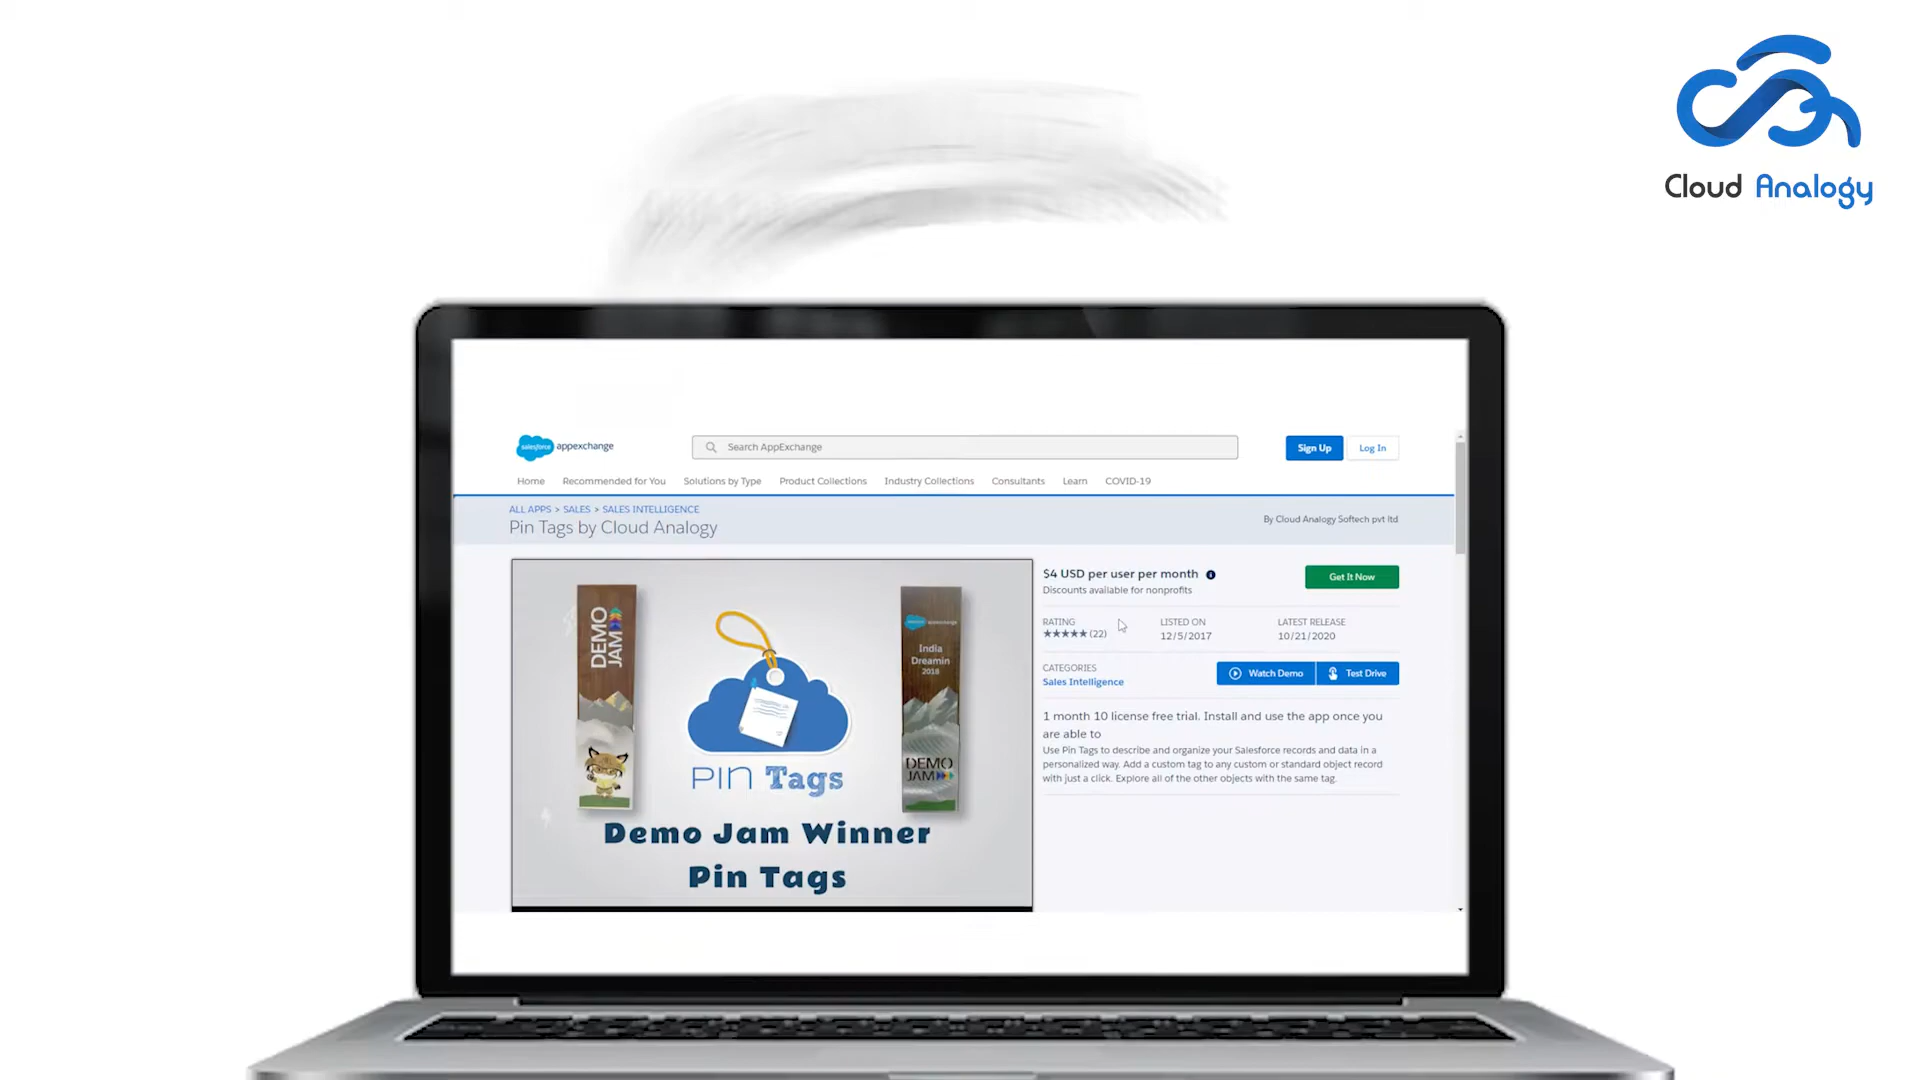 Cloud Analogy
salesforce appexchange
Search AppExchange
Sign Up
Log In
Home
Recommended for You
Solutions by Type
Product Collections
Industry Collections
Consultants
Learn
COVID-19
ALL APPS > SALES > SALES INTELLIGENCE
Pin Tags by Cloud Analogy
By Cloud Analogy Softech pvt ltd
DEMO
JAM
appexchange
India
Dreamin
2018
DEMO
JAM
Pin Tags
Demo Jam Winner
Pin Tags
$4 USD per user per month
Discounts available for nonprofits
Get It Now
RATING
★★★★★ (22)
LISTED ON
12/5/2017
LATEST RELEASE
10/21/2020
CATEGORIES
Sales Intelligence
Watch Demo
Test Drive
1 month 10 license free trial. Install and use the app once you
are able to
Use Pin Tags to describe and organize your Salesforce records and data in a
personalized way. Add a custom tag to any custom or standard object record
with just a click. Explore all of the other objects with the same tag.